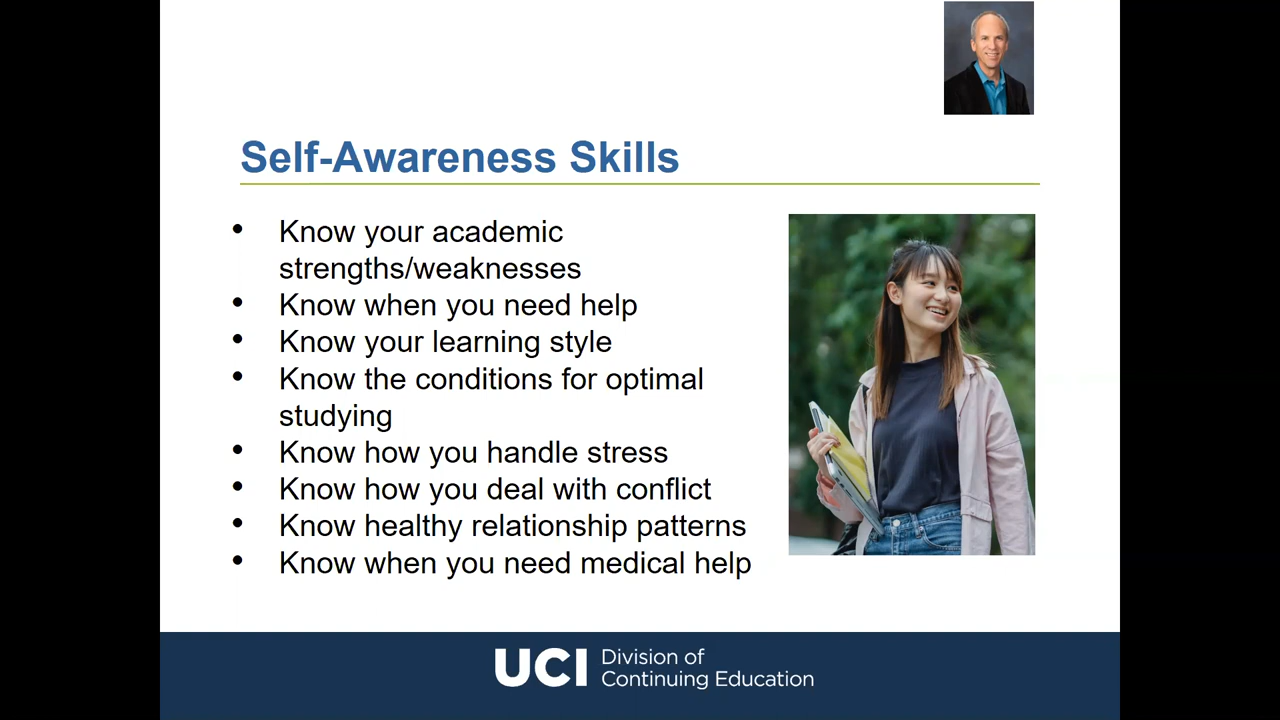 Self-Awareness Skills
• Know your academic
strengths/weaknesses
• Know when you need help
• Know your learning style
• Know the conditions for optimal
studying
• Know how you handle stress
• Know how you deal with conflict
• Know healthy relationship patterns
• Know when you need medical help
UCI Division of
Continuing Education